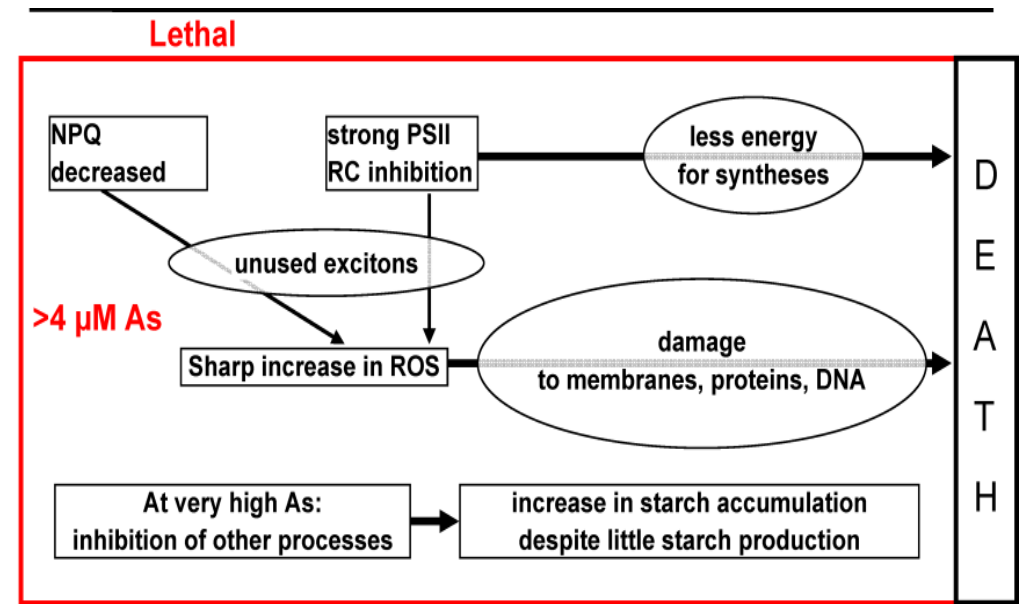 Lethal
NPQ
decreased
strong PSII
RC inhibition
less energy
for syntheses
unused excitons
>4 µM As
Sharp increase in ROS
damage
to membranes, proteins, DNA
At very high As:
inhibition of other processes
increase in starch accumulation
despite little starch production
D
E
A
T
H